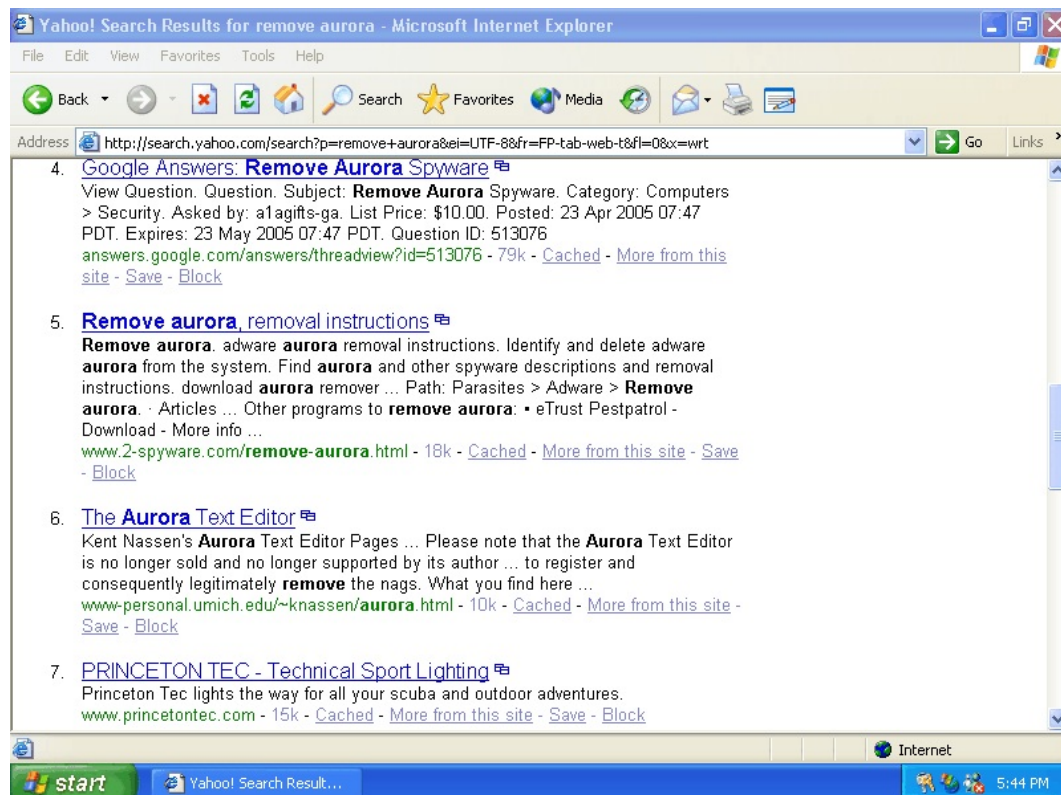 Yahoo! Search Results for remove aurora - Microsoft Internet Explorer
File Edit View Favorites Tools Help
Back Search Favorites Media
Address http://search.yahoo.com/search?p=remove+aurora&ei=UTF-8&fr=FP-tab-web-t&fl=0&x=wrt Go Links
4. Google Answers: Remove Aurora Spyware
View Question. Question. Subject: Remove Aurora Spyware. Category: Computers
> Security. Asked by: a1agifts-ga. List Price: $10.00. Posted: 23 Apr 2005 07:47
PDT. Expires: 23 May 2005 07:47 PDT. Question ID: 513076
answers.google.com/answers/threadview?id=513076 - 79k - Cached - More from this
site - Save - Block
5. Remove aurora, removal instructions
Remove aurora. adware aurora removal instructions. Identify and delete adware
aurora from the system. Find aurora and other spyware descriptions and removal
instructions. download aurora remover ... Path: Parasites > Adware > Remove
aurora. · Articles ... Other programs to remove aurora: • eTrust Pestpatrol -
Download - More info ...
www.2-spyware.com/remove-aurora.html - 18k - Cached - More from this site - Save
- Block
6. The Aurora Text Editor
Kent Nassen's Aurora Text Editor Pages ... Please note that the Aurora Text Editor
is no longer sold and no longer supported by its author ... to register and
consequently legitimately remove the nags. What you find here ...
www-personal.umich.edu/~knassen/aurora.html - 10k - Cached - More from this site -
Save - Block
7. PRINCETON TEC - Technical Sport Lighting
Princeton Tec lights the way for all your scuba and outdoor adventures.
www.princetontec.com - 15k - Cached - More from this site - Save - Block
Internet
start Yahoo! Search Result... 5:44 PM